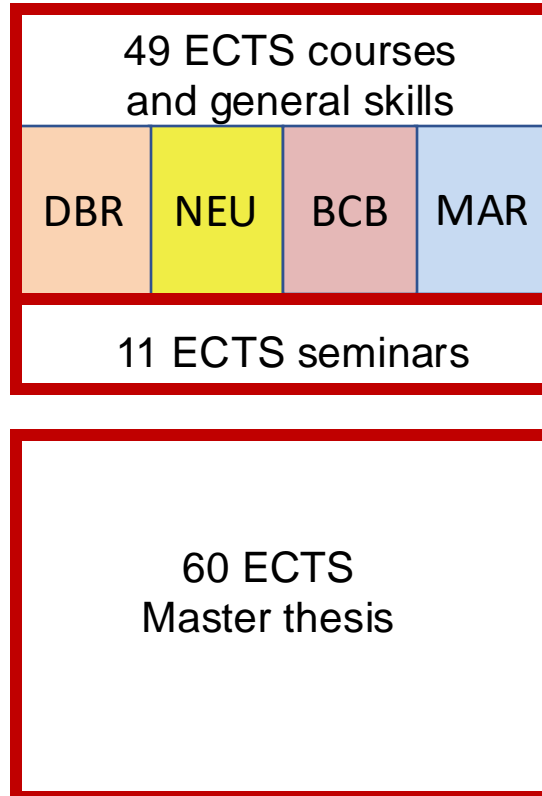 49 ECTS courses
and general skills
DBR NEU BCB MAR
11 ECTS seminars
60 ECTS
Master thesis